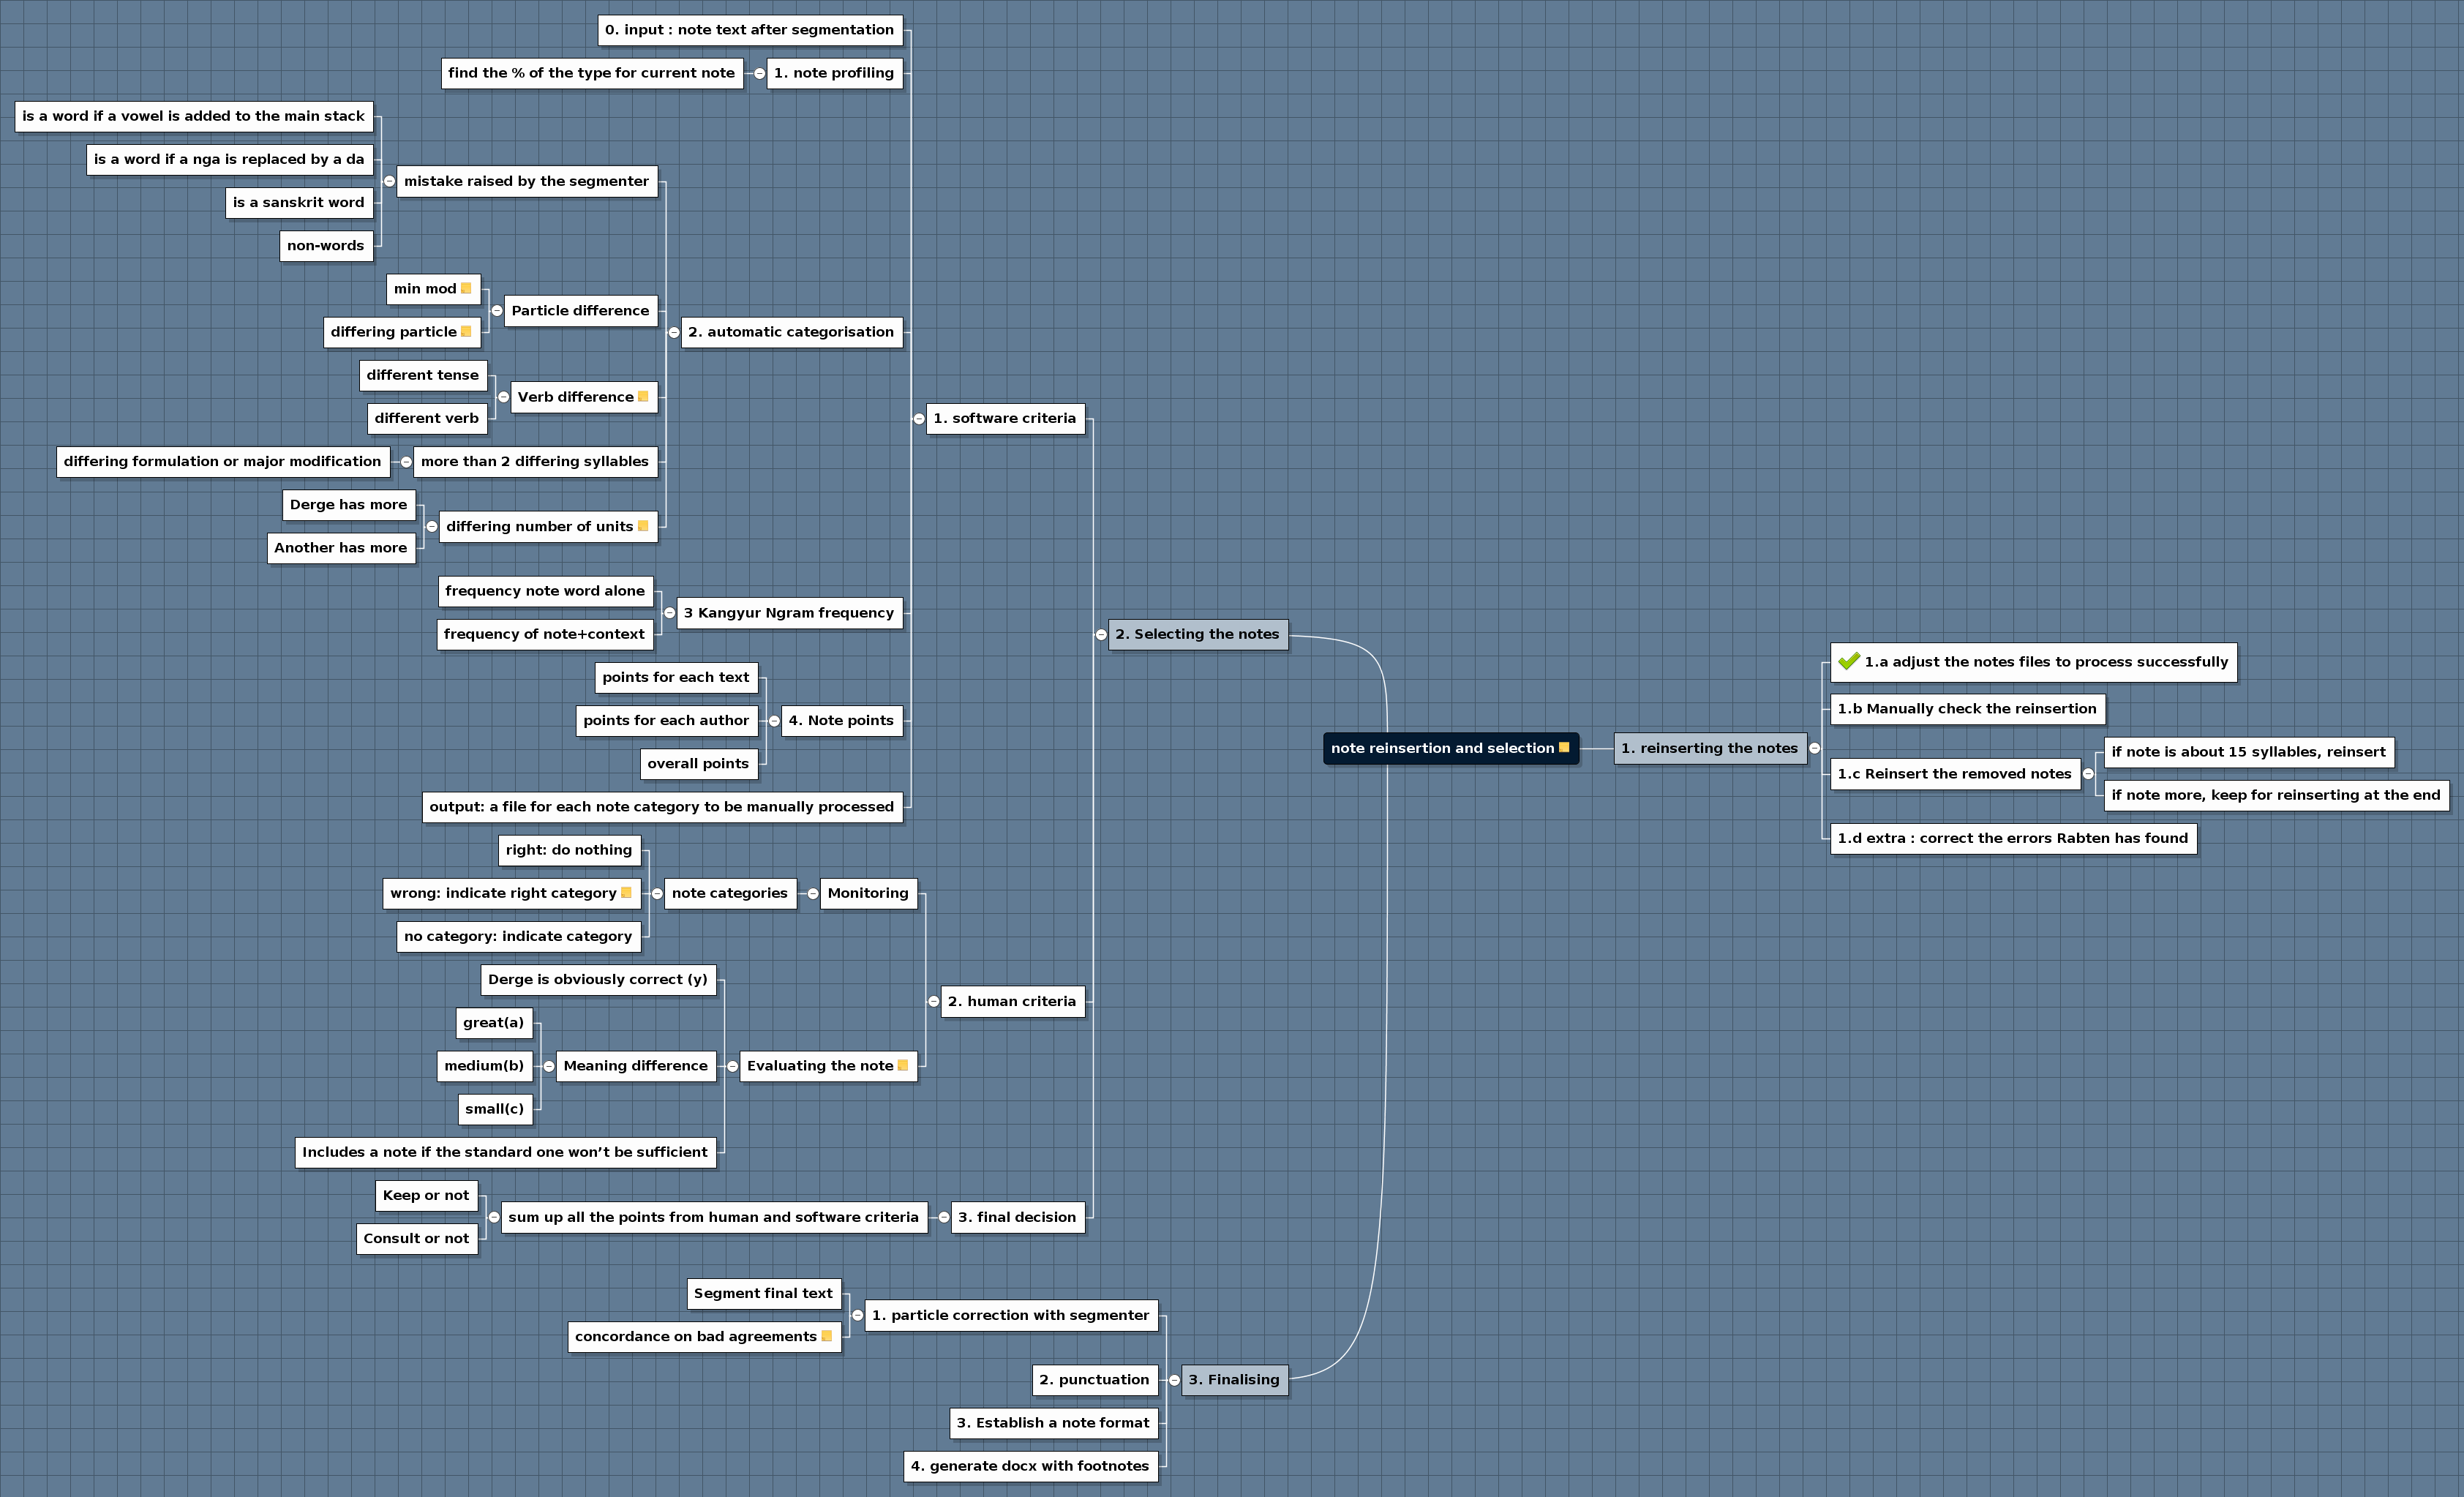 note reinsertion and selection
1. reinserting the notes
1.a adjust the notes files to process successfully
1.b Manually check the reinsertion
1.c Reinsert the removed notes
if note is about 15 syllables, reinsert
if note more, keep for reinserting at the end
1.d extra : correct the errors Rabten has found
2. Selecting the notes
1. software criteria
0. input : note text after segmentation
1. note profiling
find the % of the type for current note
2. automatic categorisation
mistake raised by the segmenter
is a word if a vowel is added to the main stack
is a word if a nga is replaced by a da
is a sanskrit word
non-words
Particle difference
min mod
differing particle
Verb difference
different tense
different verb
more than 2 differing syllables
differing formulation or major modification
differing number of units
Derge has more
Another has more
3 Kangyur Ngram frequency
frequency note word alone
frequency of note+context
4. Note points
points for each text
points for each author
overall points
output: a file for each note category to be manually processed
2. human criteria
Monitoring
note categories
right: do nothing
wrong: indicate right category
no category: indicate category
Evaluating the note
Derge is obviously correct (y)
Meaning difference
great(a)
medium(b)
small(c)
Includes a note if the standard one won’t be sufficient
3. final decision
sum up all the points from human and software criteria
Keep or not
Consult or not
3. Finalising
1. particle correction with segmenter
Segment final text
concordance on bad agreements
2. punctuation
3. Establish a note format
4. generate docx with footnotes